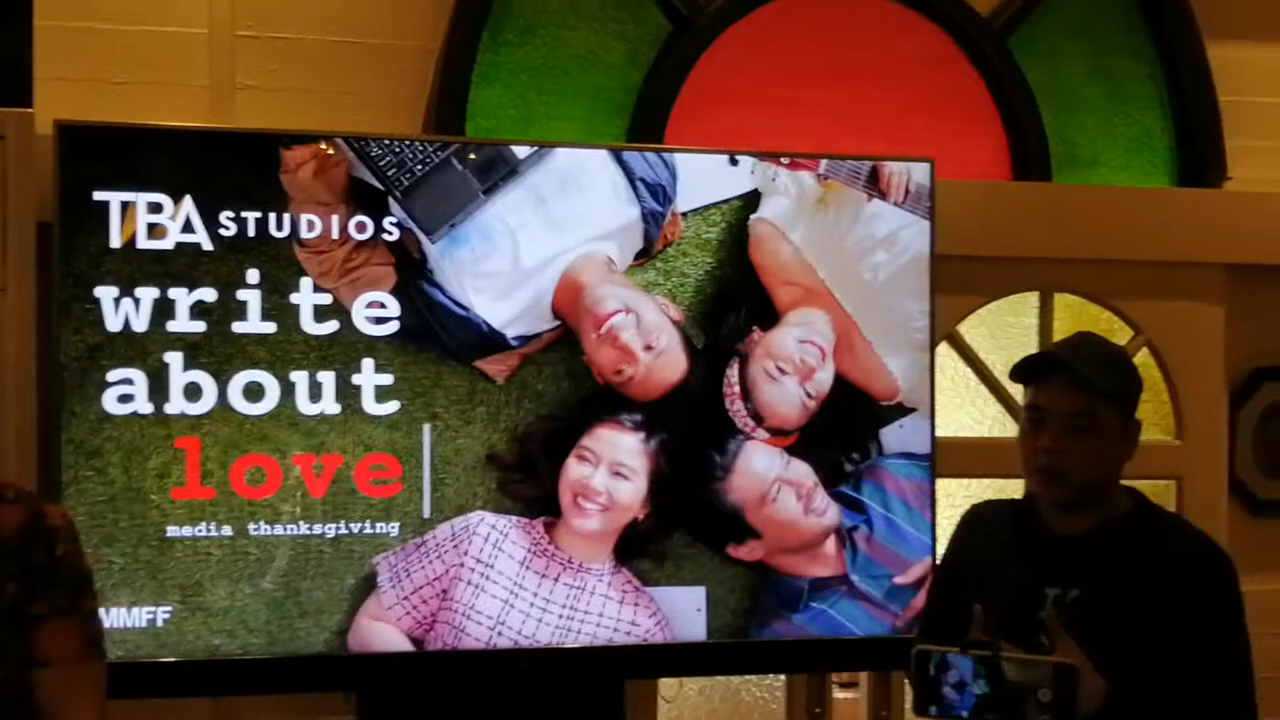 TBA STUDIOS
write
about
love
media thanksgiving
MMFF